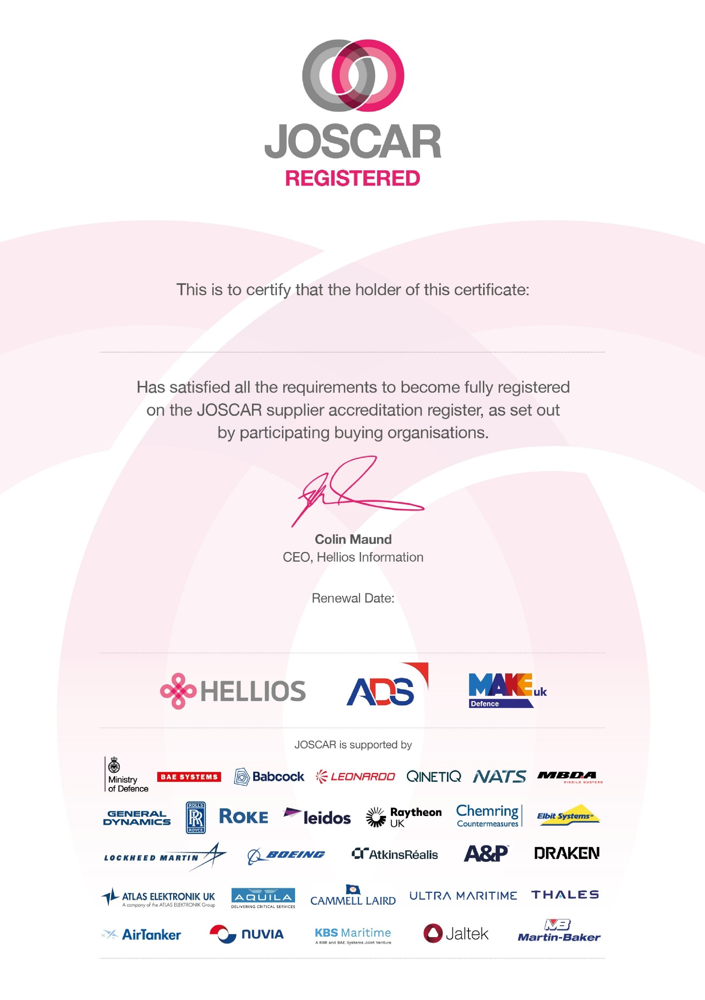 JOSCAR
REGISTERED
This is to certify that the holder of this certificate:
Has satisfied all the requirements to become fully registered
on the JOSCAR supplier accreditation register, as set out
by participating buying organisations.
Colin Maund
CEO, Hellios Information
Renewal Date:
HELLIOS
ADS
MAKE uk
Defence
JOSCAR is supported by
Ministry
of Defence
BAE SYSTEMS
Babcock
LEONARDO
QINETIQ
NATS
MBDA
MISSILE SYSTEMS
GENERAL
DYNAMICS
ROLLS
RR
ROYCE
ROKE
leidos
Raytheon
UK
Chemring
Countermeasures
Elbit Systems™
LOCKHEED MARTIN
BOEING
AtkinsRéalis
A&P™
DRAKEN
ATLAS ELEKTRONIK UK
A company of the ATLAS ELEKTRONIK Group
AQUILA
DELIVERING CRITICAL SERVICES
CAMMELL LAIRD
ULTRA MARITIME
THALES
AirTanker
NUVIA
KBS Maritime
A KBR and BAE Systems Joint Venture
Jaltek
MB
Martin-Baker